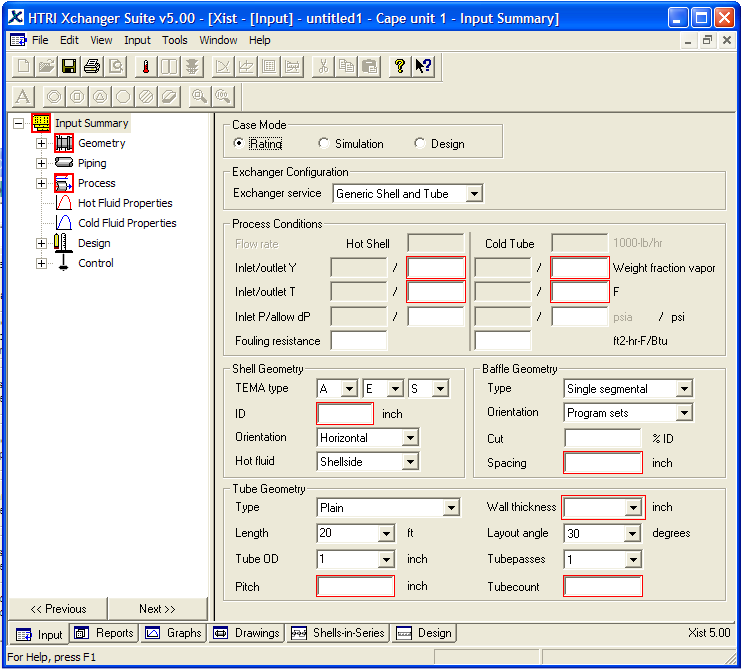 HTRI Xchanger Suite v5.00 - [Xist - [Input] - untitled1 - Cape unit 1 - Input Summary]
File Edit View Input Tools Window Help
Input Summary
Geometry
Piping
Process
Hot Fluid Properties
Cold Fluid Properties
Design
Control
<< Previous
Next >>
Case Mode
Rating
Simulation
Design
Exchanger Configuration
Exchanger service
Generic Shell and Tube
Process Conditions
Flow rate Hot Shell Cold Tube 1000-lb/hr
Inlet/outlet Y / / Weight fraction vapor
Inlet/outlet T / / F
Inlet P/allow dP / / psia / psi
Fouling resistance ft2-hr-F/Btu
Shell Geometry
TEMA type A E S
ID inch
Orientation Horizontal
Hot fluid Shellside
Baffle Geometry
Type Single segmental
Orientation Program sets
Cut % ID
Spacing inch
Tube Geometry
Type Plain
Length 20 ft
Tube OD 1 inch
Pitch inch
Wall thickness inch
Layout angle 30 degrees
Tubepasses 1
Tubecount
Input Reports Graphs Drawings Shells-in-Series Design
Xist 5.00
For Help, press F1